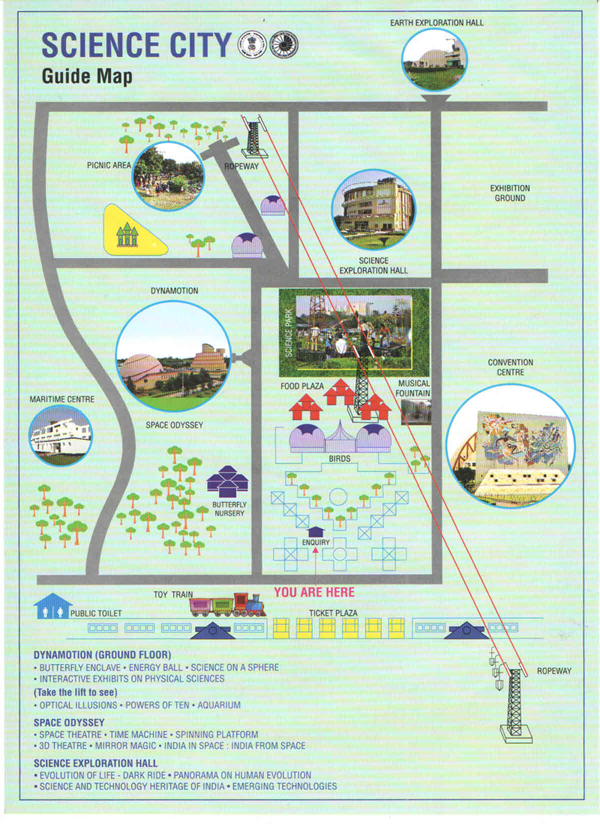 SCIENCE CITY
Guide Map
EARTH EXPLORATION HALL
PICNIC AREA
ROPEWAY
EXHIBITION
GROUND
SCIENCE
EXPLORATION HALL
DYNAMOTION
SCIENCE PARK
FOOD PLAZA
MUSICAL
FOUNTAIN
CONVENTION
CENTRE
MARITIME CENTRE
SPACE ODYSSEY
BIRDS
BUTTERFLY
NURSERY
ENQUIRY
TOY TRAIN
YOU ARE HERE
PUBLIC TOILET
TICKET PLAZA
ROPEWAY
DYNAMOTION (GROUND FLOOR)
• BUTTERFLY ENCLAVE • ENERGY BALL • SCIENCE ON A SPHERE
• INTERACTIVE EXHIBITS ON PHYSICAL SCIENCES
(Take the lift to see)
• OPTICAL ILLUSIONS • POWERS OF TEN • AQUARIUM
SPACE ODYSSEY
• SPACE THEATRE • TIME MACHINE • SPINNING PLATFORM
• 3D THEATRE • MIRROR MAGIC • INDIA IN SPACE : INDIA FROM SPACE
SCIENCE EXPLORATION HALL
• EVOLUTION OF LIFE - DARK RIDE • PANORAMA ON HUMAN EVOLUTION
• SCIENCE AND TECHNOLOGY HERITAGE OF INDIA • EMERGING TECHNOLOGIES